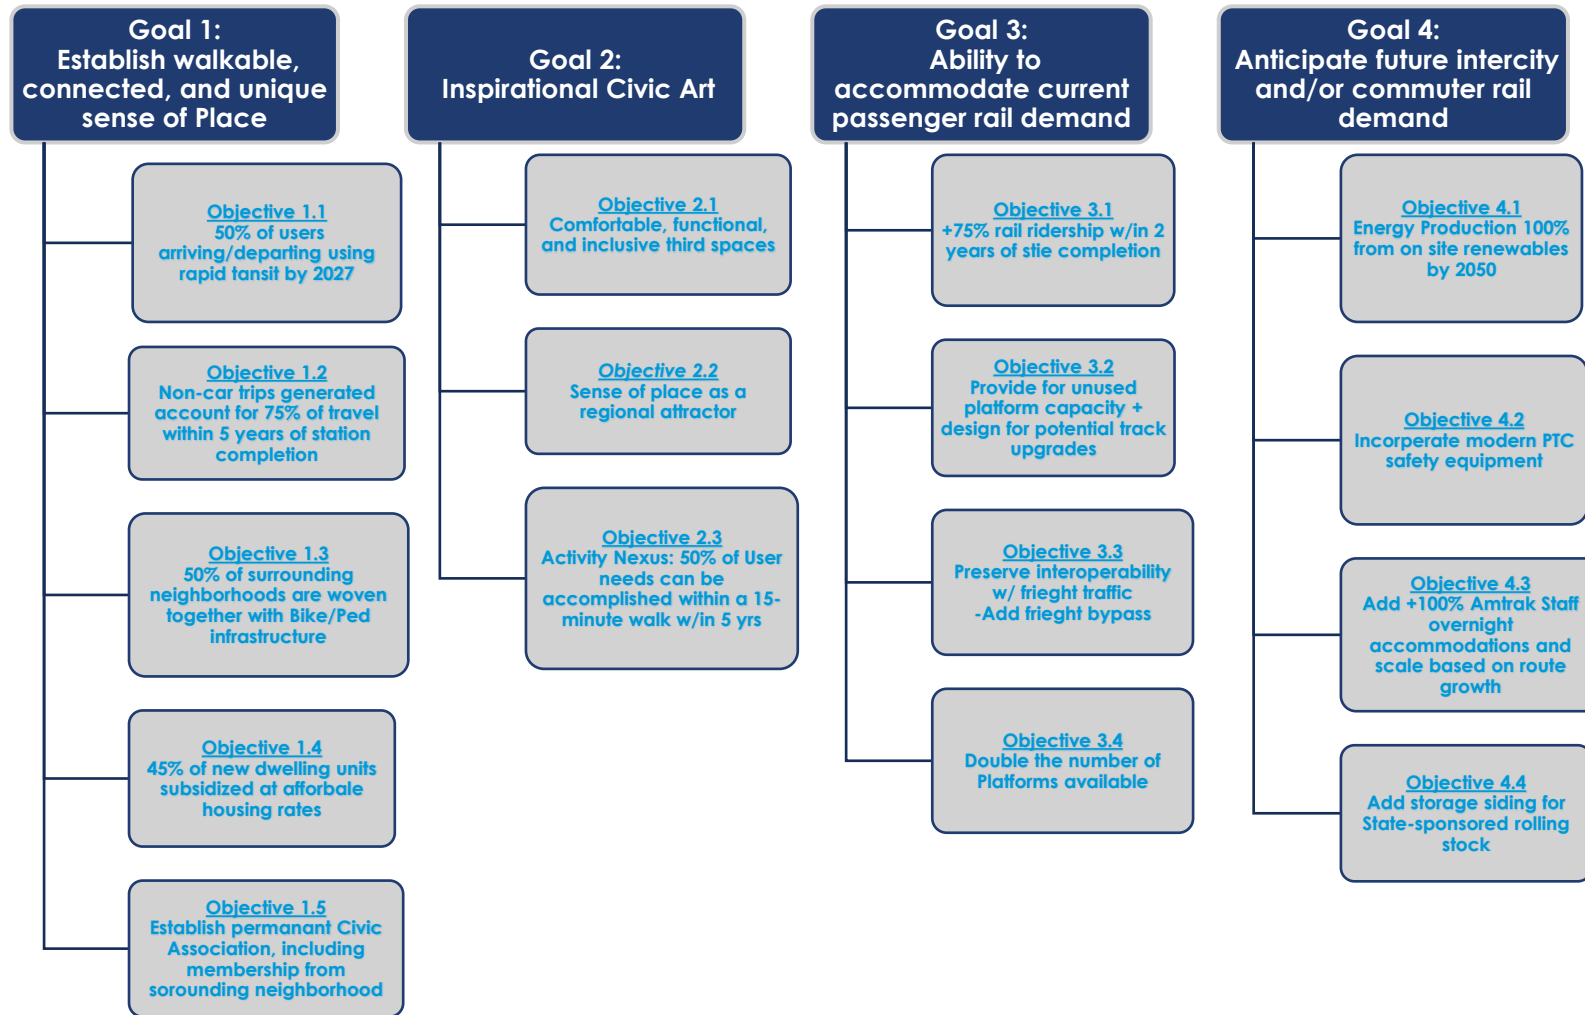 Goal 1:
Establish walkable,
connected, and unique
sense of Place
Objective 1.1
50% of users
arriving/departing using
rapid tansit by 2027
Objective 1.2
Non-car trips generated
account for 75% of travel
within 5 years of station
completion
Objective 1.3
50% of surrounding
neighborhoods are woven
together with Bike/Ped
infrastructure
Objective 1.4
45% of new dwelling units
subsidized at afforbale
housing rates
Objective 1.5
Establish permanant Civic
Association, including
membership from
sorounding neighborhood
Goal 2:
Inspirational Civic Art
Objective 2.1
Comfortable, functional,
and inclusive third spaces
Objective 2.2
Sense of place as a
regional attractor
Objective 2.3
Activity Nexus: 50% of User
needs can be
accomplished within a 15-
minute walk w/in 5 yrs
Goal 3:
Ability to
accommodate current
passenger rail demand
Objective 3.1
+75% rail ridership w/in 2
years of stie completion
Objective 3.2
Provide for unused
platform capacity +
design for potential track
upgrades
Objective 3.3
Preserve interoperability
w/ frieght traffic
-Add frieght bypass
Objective 3.4
Double the number of
Platforms available
Goal 4:
Anticipate future intercity
and/or commuter rail
demand
Objective 4.1
Energy Production 100%
from on site renewables
by 2050
Objective 4.2
Incorperate modern PTC
safety equipment
Objective 4.3
Add +100% Amtrak Staff
overnight
accommodations and
scale based on route
growth
Objective 4.4
Add storage siding for
State-sponsored rolling
stock